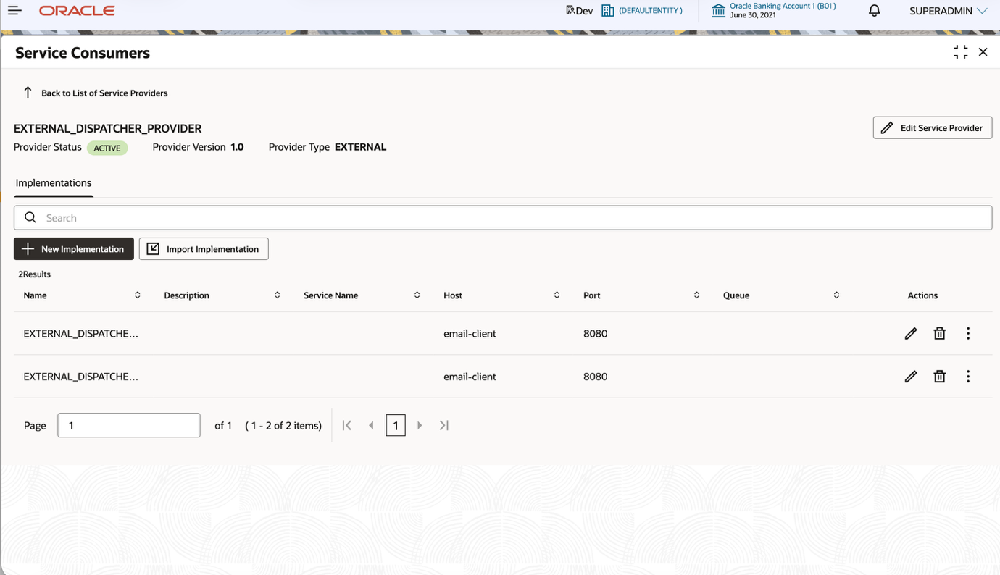 ORACLE
Dev
(DEFAULTENTITY )
Oracle Banking Account 1 (B01 )
June 30, 2021
SUPERADMIN
Service Consumers
Back to List of Service Providers
EXTERNAL_DISPATCHER_PROVIDER
Edit Service Provider
Provider Status ACTIVE Provider Version 1.0 Provider Type EXTERNAL
Implementations
Search
New Implementation Import Implementation
2Results
Name Description Service Name Host Port Queue Actions
EXTERNAL_DISPATCHE... email-client 8080
EXTERNAL_DISPATCHE... email-client 8080
Page 1 of 1 ( 1 - 2 of 2 items) 1